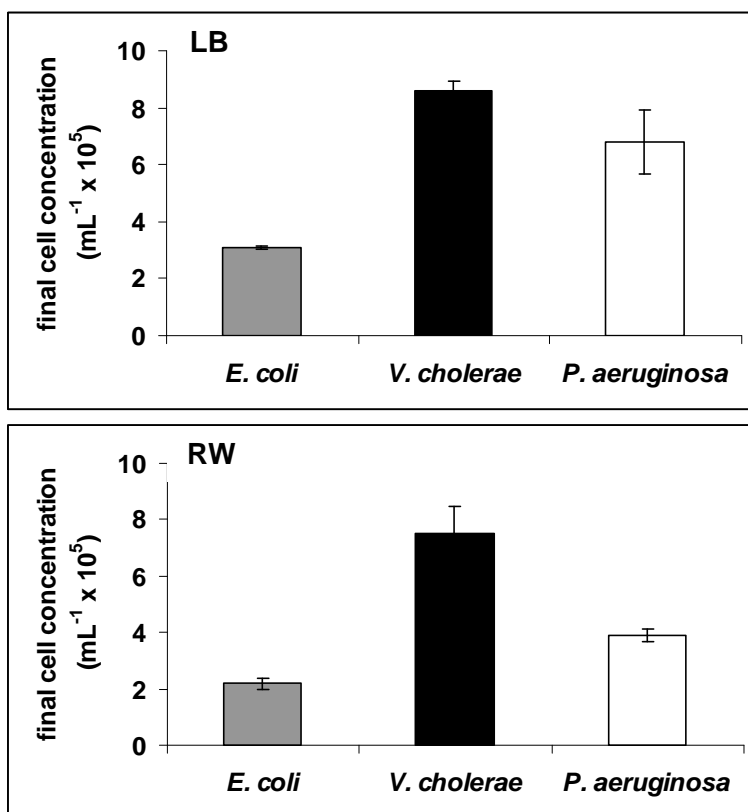 LB
final cell concentration
(mL⁻¹ x 10⁵)
10
8
6
4
2
0
E. coli V. cholerae P. aeruginosa
RW
final cell concentration
(mL⁻¹ x 10⁵)
10
8
6
4
2
0
E. coli V. cholerae P. aeruginosa